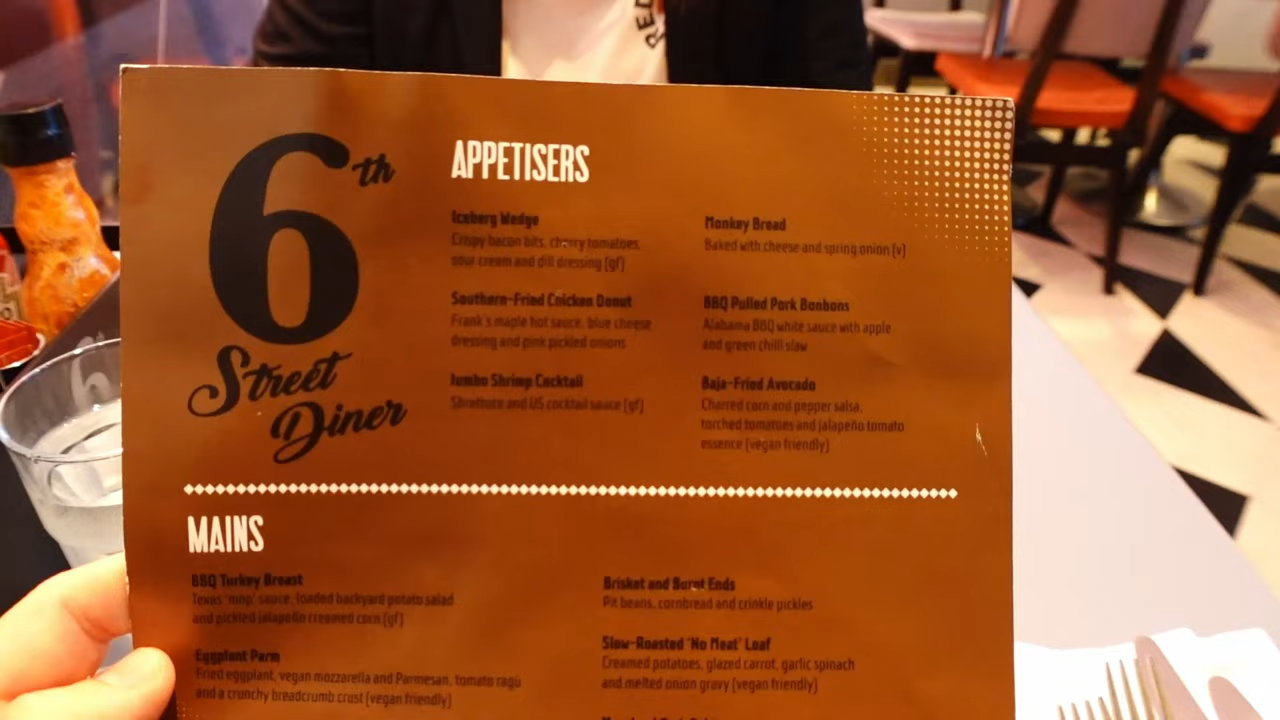 RED
6th
Street
Diner
APPETISERS
Iceberg Wedge
Crispy bacon bits, cherry tomatoes,
sour cream and dill dressing (gf)
Southern-Fried Chicken Donut
Frank's maple hot sauce, blue cheese
dressing and pink pickled onions
Jumbo Shrimp Cocktail
Shrettuce and US cocktail sauce (gf)
Monkey Bread
Baked with cheese and spring onion (v)
BBQ Pulled Pork Bonbons
Alabama BBQ white sauce with apple
and green chilli slaw
Baja-Fried Avocado
Charred corn and pepper salsa,
torched tomatoes and jalapeño tomato
essence (vegan friendly)
MAINS
BBQ Turkey Breast
Texas 'mop' sauce, loaded backyard potato salad
and pickled jalapeño creamed corn (gf)
Eggplant Parm
Fried eggplant, vegan mozzarella and Parmesan, tomato ragù
and a crunchy breadcrumb crust (vegan friendly)
Brisket and Burnt Ends
Pit beans, cornbread and crinkle pickles
Slow-Roasted 'No Meat' Loaf
Creamed potatoes, glazed carrot, garlic spinach
and melted onion gravy (vegan friendly)